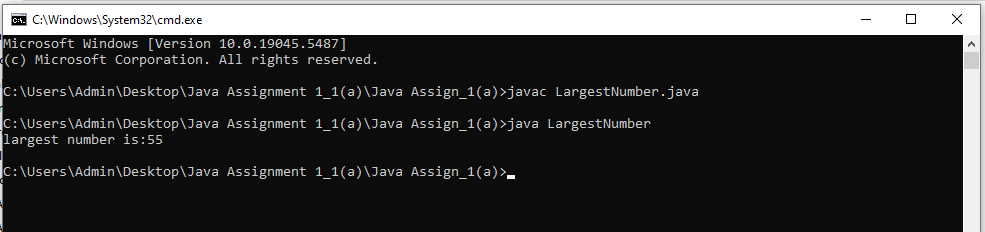 C:\Windows\System32\cmd.exe
Microsoft Windows [Version 10.0.19045.5487]
(c) Microsoft Corporation. All rights reserved.
C:\Users\Admin\Desktop\Java Assignment 1_1(a)\Java Assign_1(a)>javac LargestNumber.java
C:\Users\Admin\Desktop\Java Assignment 1_1(a)\Java Assign_1(a)>java LargestNumber
largest number is:55
C:\Users\Admin\Desktop\Java Assignment 1_1(a)\Java Assign_1(a)>